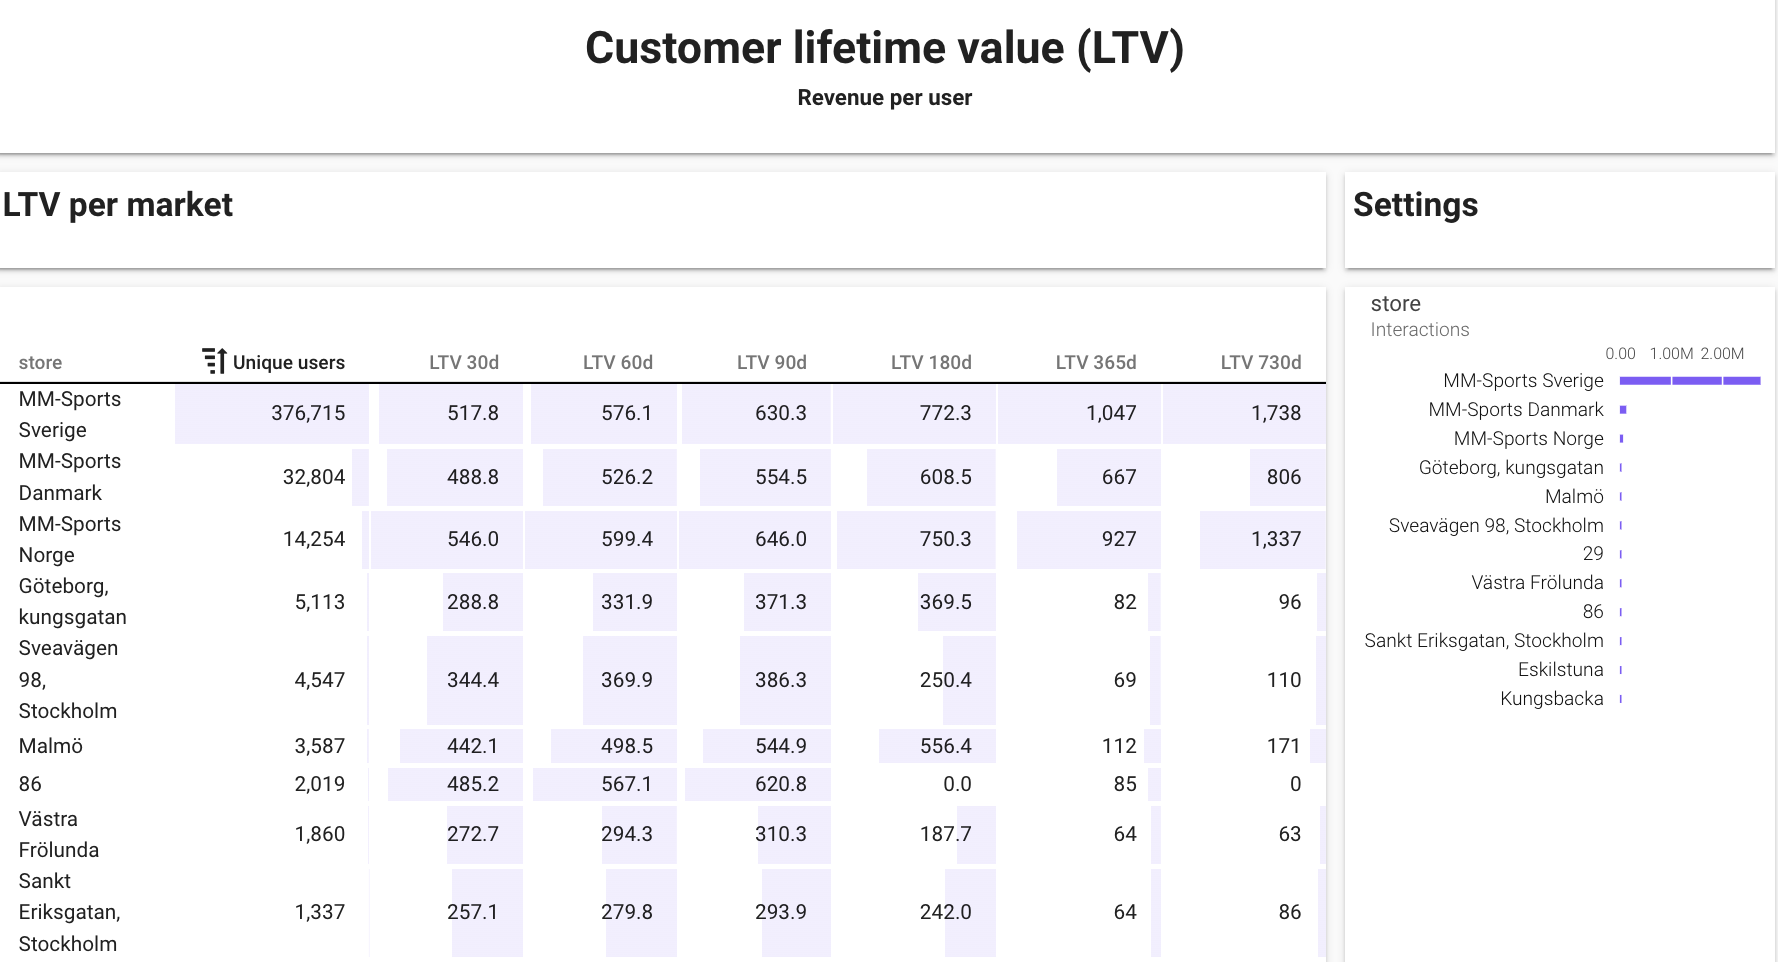 Customer lifetime value (LTV)
Revenue per user
LTV per market
Settings
store Unique users LTV 30d LTV 60d LTV 90d LTV 180d LTV 365d LTV 730d
MM-Sports
Sverige
376,715 517.8 576.1 630.3 772.3 1,047 1,738
MM-Sports
Danmark
32,804 488.8 526.2 554.5 608.5 667 806
MM-Sports
Norge
14,254 546.0 599.4 646.0 750.3 927 1,337
Göteborg,
kungsgatan
5,113 288.8 331.9 371.3 369.5 82 96
Sveavägen
98,
Stockholm
4,547 344.4 369.9 386.3 250.4 69 110
Malmö 3,587 442.1 498.5 544.9 556.4 112 171
86 2,019 485.2 567.1 620.8 0.0 85 0
Västra
Frölunda
1,860 272.7 294.3 310.3 187.7 64 63
Sankt
Eriksgatan,
Stockholm
1,337 257.1 279.8 293.9 242.0 64 86
store
Interactions
0.00 1.00M 2.00M
MM-Sports Sverige
MM-Sports Danmark
MM-Sports Norge
Göteborg, kungsgatan
Malmö
Sveavägen 98, Stockholm
29
Västra Frölunda
86
Sankt Eriksgatan, Stockholm
Eskilstuna
Kungsbacka